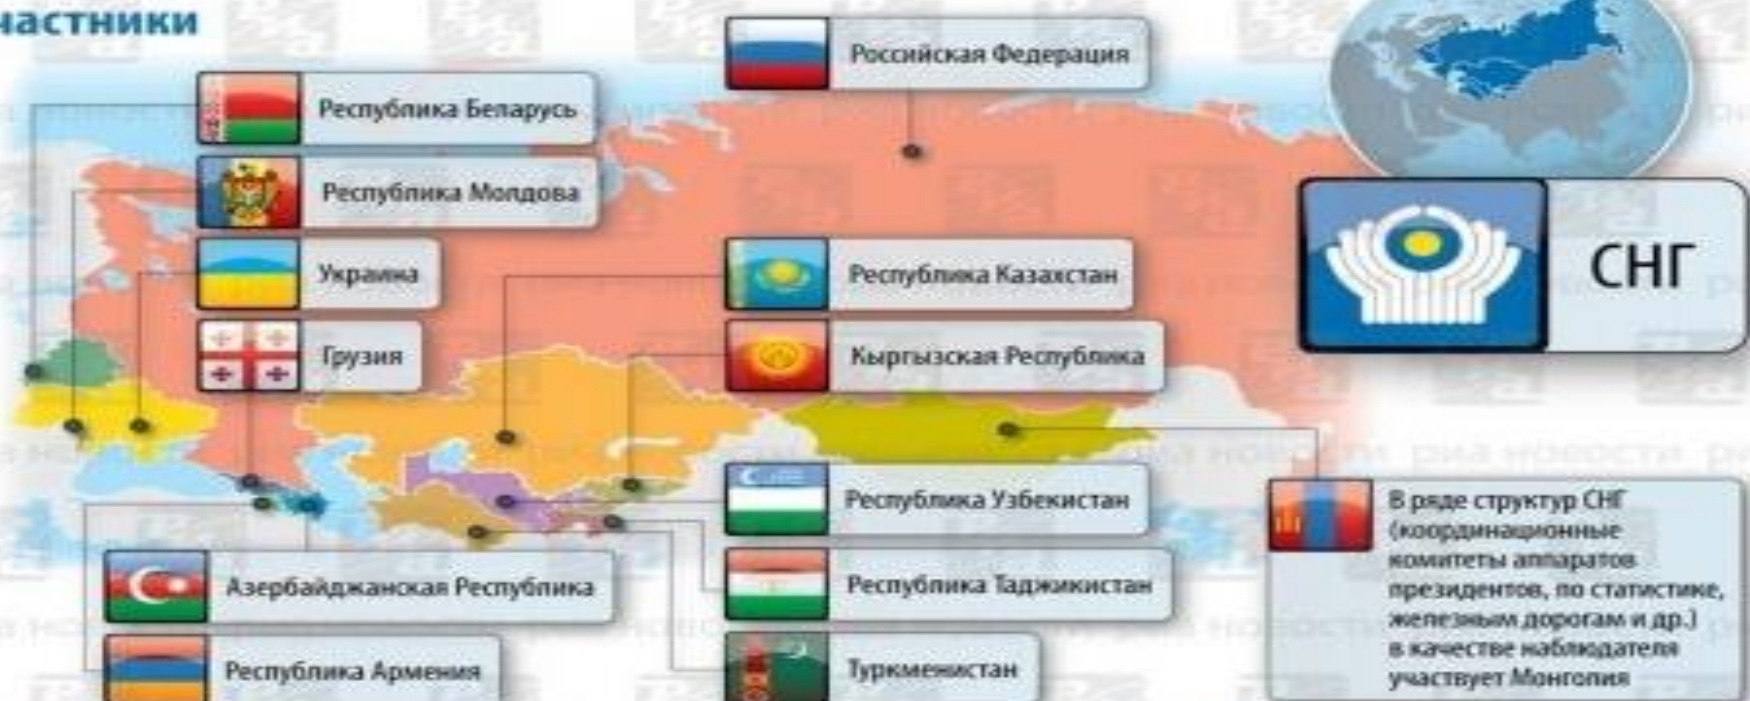 частники
Российская Федерация
Республика Беларусь
Республика Молдова
Украина
Грузия
Республика Казахстан
Кыргызская Республика
СНГ
Республика Узбекистан
Республика Таджикистан
Туркменистан
Азербайджанская Республика
Республика Армения
В ряде структур СНГ
(координационные
комитеты аппаратов
президентов, по статистике,
железным дорогам и др.)
в качестве наблюдателя
участвует Монголия
риа новости